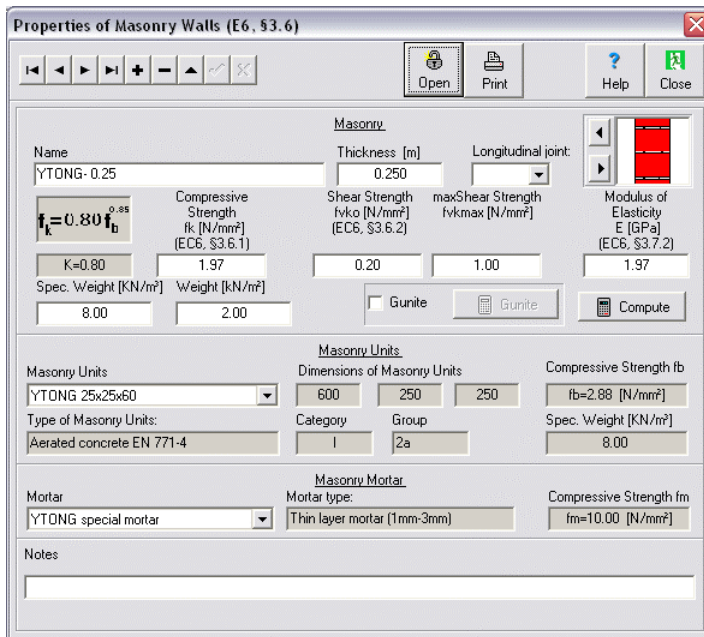 Properties of Masonry Walls (E6, §3.6)
Open Print Help Close
Masonry
Name Thickness [m] Longitudinal joint:
YTONG- 0.25 0.250
fk=0.80 fb 0.85
Compressive Strength fk [N/mm²] (EC6, §3.6.1)
Shear Strength fvko [N/mm²] (EC6, §3.6.2)
maxShear Strength fvkmax [N/mm²]
Modulus of Elasticity E [GPa] (EC6, §3.7.2)
K=0.80 1.97 0.20 1.00 1.97
Spec. Weight [KN/m²] Weight [KN/m²]
8.00 2.00 Gunite Gunite Compute
Masonry Units
Masonry Units Dimensions of Masonry Units Compressive Strength fb
YTONG 25x25x60 600 250 250 fb=2.88 [N/mm²]
Type of Masonry Units: Category Group Spec. Weight [KN/m²]
Aerated concrete EN 771-4 I 2a 8.00
Masonry Mortar
Mortar Mortar type: Compressive Strength fm
YTONG special mortar Thin layer mortar (1mm-3mm) fm=10.00 [N/mm²]
Notes